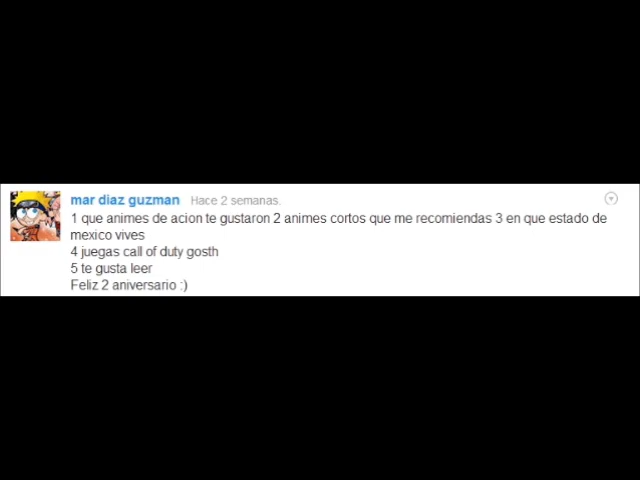 mar diaz guzman Hace 2 semanas.
1 que animes de acion te gustaron 2 animes cortos que me recomiendas 3 en que estado de
mexico vives
4 juegas call of duty gosth
5 te gusta leer
Feliz 2 aniversario :)